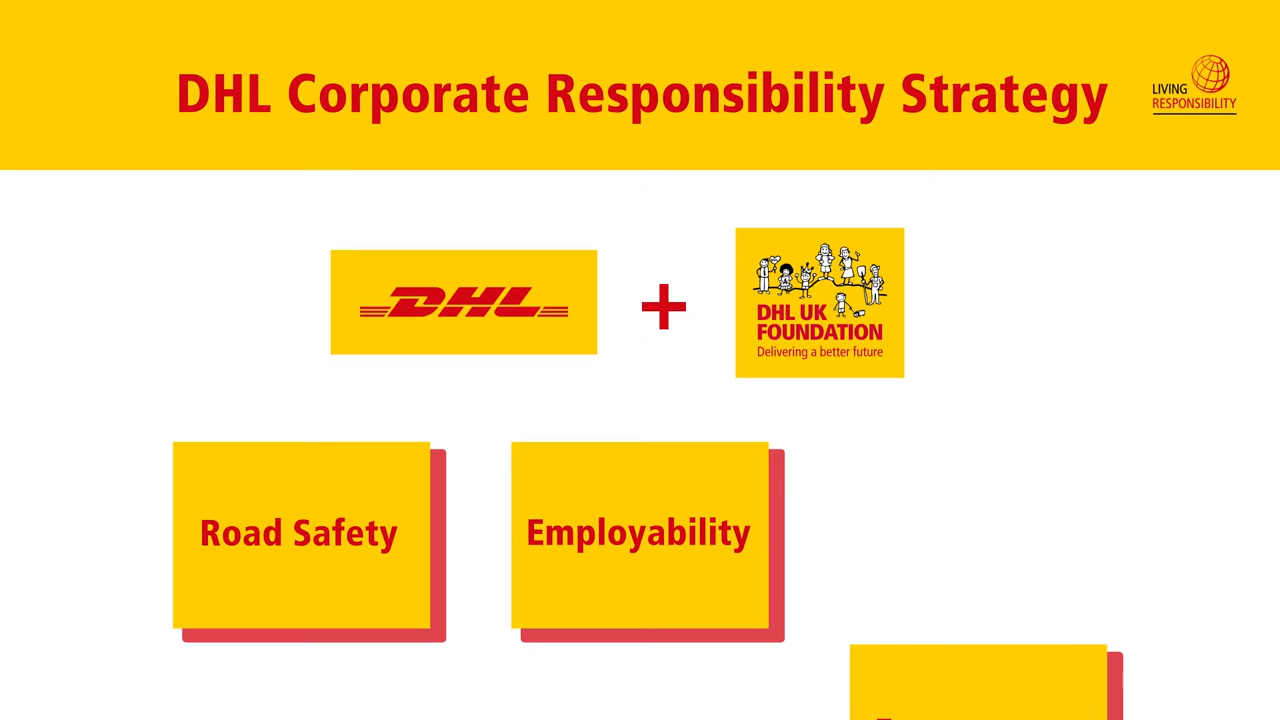 DHL Corporate Responsibility Strategy
LIVING
RESPONSIBILITY
DHL
+
DHL UK
FOUNDATION
Delivering a better future
Road Safety
Employability